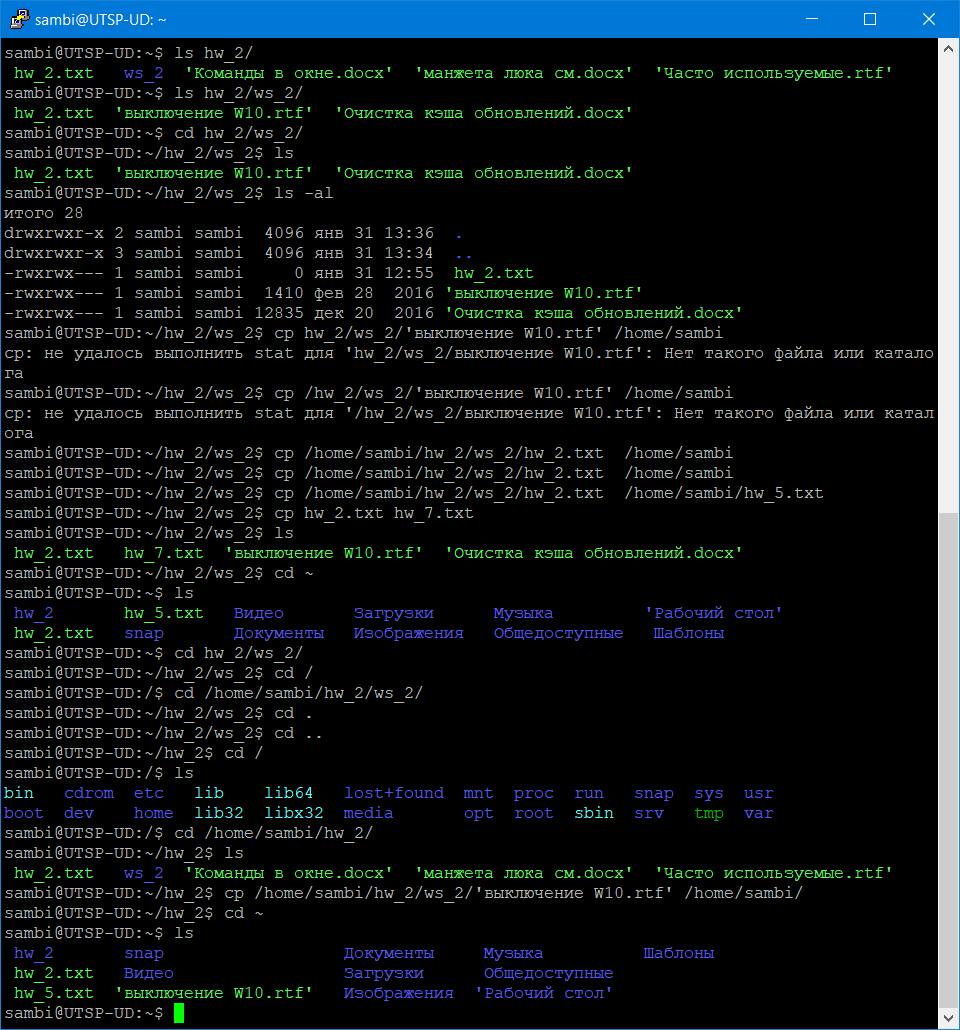 sambi@UTSP-UD: ~
sambi@UTSP-UD:~$ ls hw_2/
hw_2.txt   ws_2  'Команды в окне.docx'  'манжета люка см.docx'  'Часто используемые.rtf'
sambi@UTSP-UD:~$ ls hw_2/ws_2/
hw_2.txt  'выключение W10.rtf'  'Очистка кэша обновлений.docx'
sambi@UTSP-UD:~$ cd hw_2/ws_2/
sambi@UTSP-UD:~/hw_2/ws_2$ ls
hw_2.txt  'выключение W10.rtf'  'Очистка кэша обновлений.docx'
sambi@UTSP-UD:~/hw_2/ws_2$ ls -al
итого 28
drwxrwxr-x 2 sambi sambi  4096 янв 31 13:36  .
drwxrwxr-x 3 sambi sambi  4096 янв 31 13:34  ..
-rwxrwx--- 1 sambi sambi     0 янв 31 12:55  hw_2.txt
-rwxrwx--- 1 sambi sambi  1410 фев 28  2016 'выключение W10.rtf'
-rwxrwx--- 1 sambi sambi 12835 дек 20  2016 'Очистка кэша обновлений.docx'
sambi@UTSP-UD:~/hw_2/ws_2$ cp hw_2/ws_2/'выключение W10.rtf' /home/sambi
cp: не удалось выполнить stat для 'hw_2/ws_2/выключение W10.rtf': Нет такого файла или катало
га
sambi@UTSP-UD:~/hw_2/ws_2$ cp /hw_2/ws_2/'выключение W10.rtf' /home/sambi
cp: не удалось выполнить stat для '/hw_2/ws_2/выключение W10.rtf': Нет такого файла или катал
ога
sambi@UTSP-UD:~/hw_2/ws_2$ cp /home/sambi/hw_2/ws_2/hw_2.txt  /home/sambi
sambi@UTSP-UD:~/hw_2/ws_2$ cp /home/sambi/hw_2/ws_2/hw_2.txt  /home/sambi
sambi@UTSP-UD:~/hw_2/ws_2$ cp /home/sambi/hw_2/ws_2/hw_2.txt  /home/sambi/hw_5.txt
sambi@UTSP-UD:~/hw_2/ws_2$ cp hw_2.txt hw_7.txt
sambi@UTSP-UD:~/hw_2/ws_2$ ls
hw_2.txt   hw_7.txt  'выключение W10.rtf'  'Очистка кэша обновлений.docx'
sambi@UTSP-UD:~/hw_2/ws_2$ cd ~
sambi@UTSP-UD:~$ ls
hw_2       hw_5.txt   Видео       Загрузки      Музыка         'Рабочий стол'
hw_2.txt   snap       Документы   Изображения   Общедоступные   Шаблоны
sambi@UTSP-UD:~$ cd hw_2/ws_2/
sambi@UTSP-UD:~/hw_2/ws_2$ cd /
sambi@UTSP-UD:/$ cd /home/sambi/hw_2/ws_2/
sambi@UTSP-UD:~/hw_2/ws_2$ cd .
sambi@UTSP-UD:~/hw_2/ws_2$ cd ..
sambi@UTSP-UD:~/hw_2$ cd /
sambi@UTSP-UD:/$ ls
bin   cdrom  etc   lib    lib64   lost+found  mnt  proc  run   snap  sys  usr
boot  dev    home  lib32  libx32  media       opt  root  sbin  srv   tmp  var
sambi@UTSP-UD:/$ cd /home/sambi/hw_2/
sambi@UTSP-UD:~/hw_2$ ls
hw_2.txt   ws_2  'Команды в окне.docx'  'манжета люка см.docx'  'Часто используемые.rtf'
sambi@UTSP-UD:~/hw_2$ cp /home/sambi/hw_2/ws_2/'выключение W10.rtf' /home/sambi/
sambi@UTSP-UD:~/hw_2$ cd ~
sambi@UTSP-UD:~$ ls
hw_2       snap                  Документы     Музыка          Шаблоны
hw_2.txt   Видео                 Загрузки      Общедоступные
hw_5.txt  'выключение W10.rtf'   Изображения  'Рабочий стол'
sambi@UTSP-UD:~$